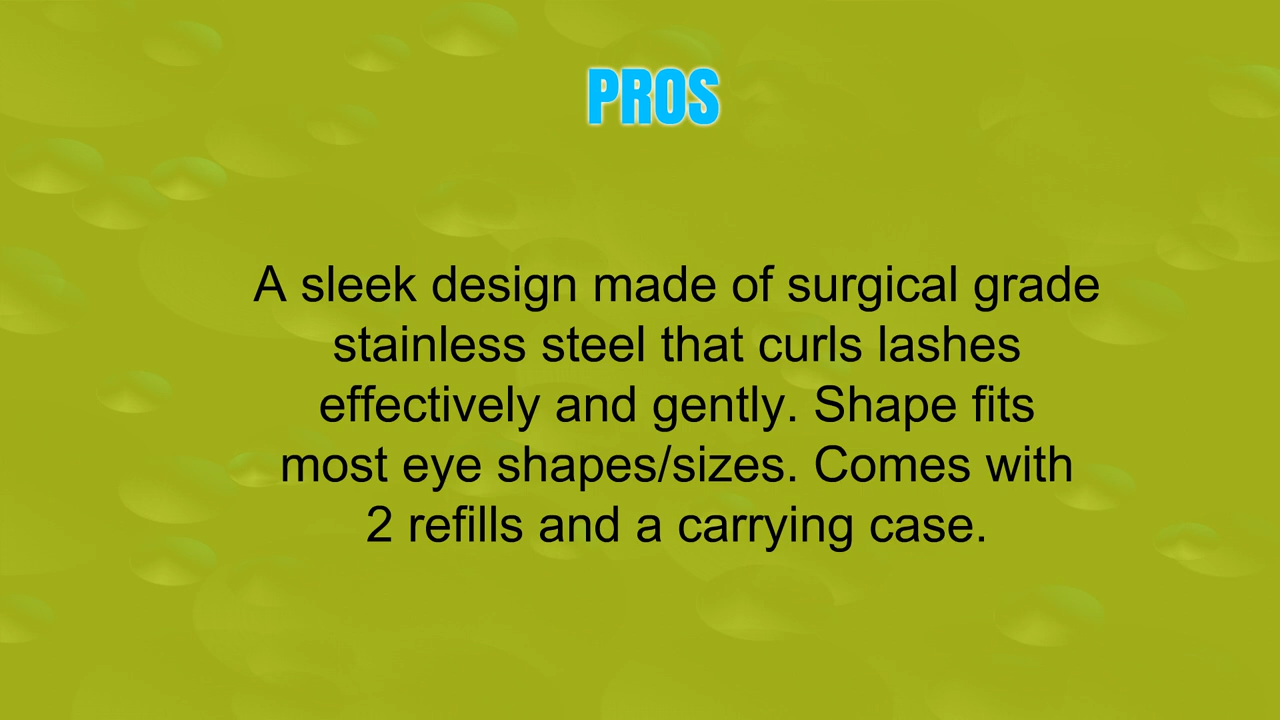 PROS
A sleek design made of surgical grade
stainless steel that curls lashes
effectively and gently. Shape fits
most eye shapes/sizes. Comes with
2 refills and a carrying case.